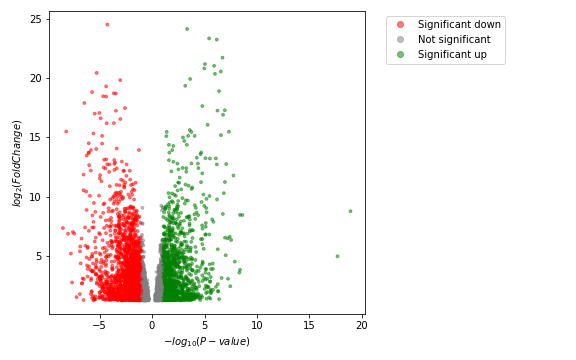 25
20
15
10
5
−5
0
5
10
15
20
log₂(FoldChange)
−log₁₀(P − value)
Significant down
Not significant
Significant up